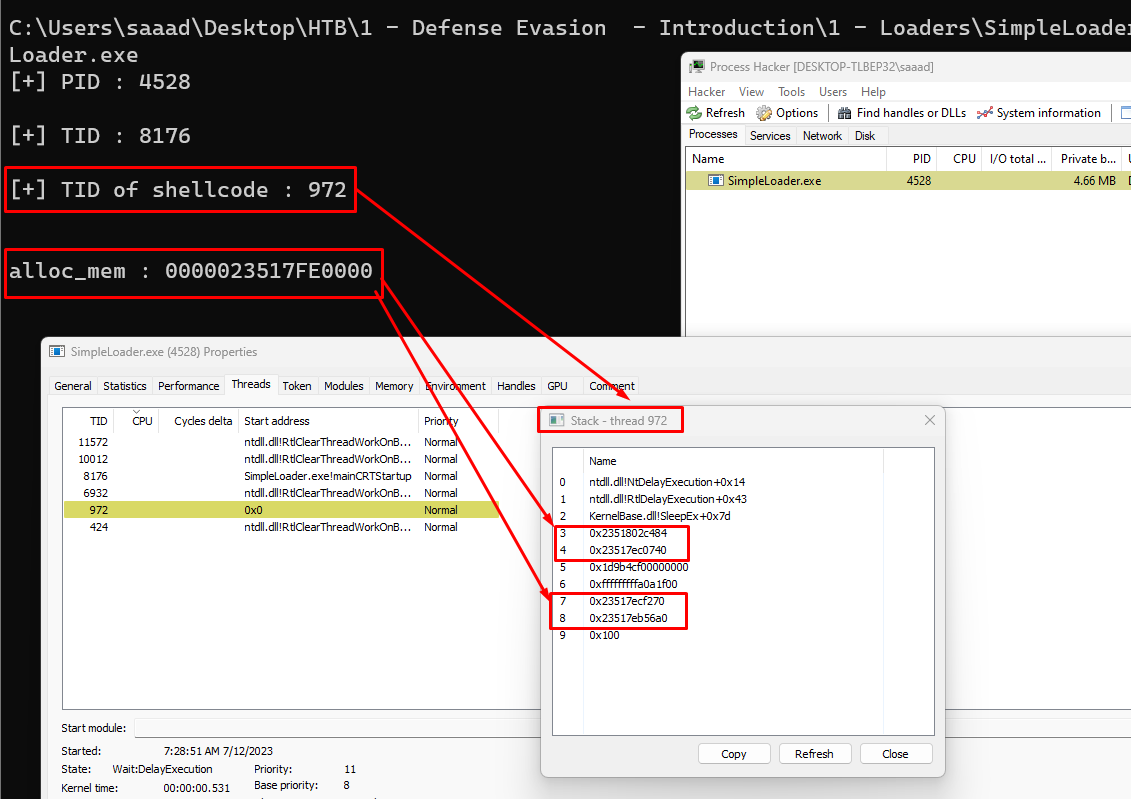 C:\Users\saaad\Desktop\HTB\1 - Defense Evasion  - Introduction\1 - Loaders\SimpleLoader
Loader.exe
[+] PID : 4528
[+] TID : 8176
[+] TID of shellcode : 972
alloc_mem : 0000023517FE0000
Process Hacker [DESKTOP-TLBEP32\saaad]
Hacker View Tools Users Help
Refresh Options Find handles or DLLs System information
Processes Services Network Disk
Name PID CPU I/O total ... Private b...
SimpleLoader.exe 4528 4.66 MB
SimpleLoader.exe (4528) Properties
General Statistics Performance Threads Token Modules Memory Environment Handles GPU Comment
TID CPU Cycles delta Start address Priority
11572 ntdll.dll!RtlClearThreadWorkOnB... Normal
10012 ntdll.dll!RtlClearThreadWorkOnB... Normal
8176 SimpleLoader.exe!mainCRTStartup Normal
6932 ntdll.dll!RtlClearThreadWorkOnB... Normal
972 0x0 Normal
424 ntdll.dll!RtlClearThreadWorkOnB... Normal
Stack - thread 972
Name
0 ntdll.dll!NtDelayExecution+0x14
1 ntdll.dll!RtlDelayExecution+0x43
2 KernelBase.dll!SleepEx+0x7d
3 0x2351802c484
4 0x23517ec0740
5 0x1d9b4cf00000000
6 0xfffffffffa0a1f00
7 0x23517ecf270
8 0x23517eb56a0
9 0x100
Copy Refresh Close
Start module:
Started: 7:28:51 AM 7/12/2023
State: Wait:DelayExecution Priority: 11
Kernel time: 00:00:00.531 Base priority: 8